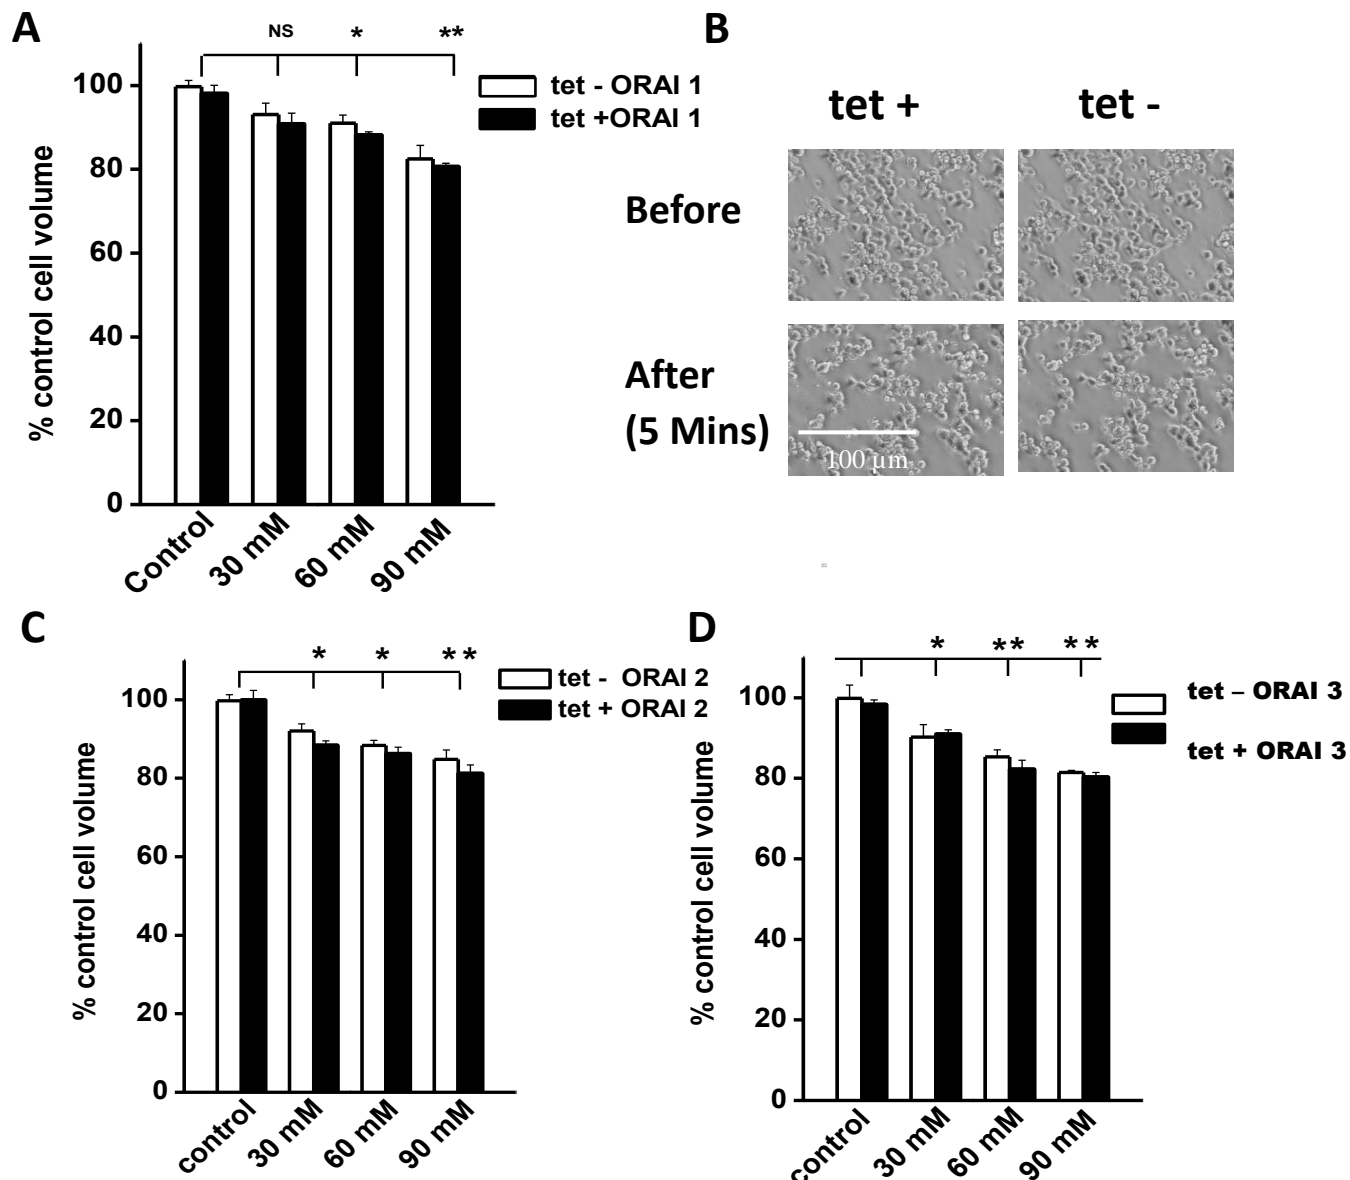 A
NS * **
tet - ORAI 1
tet +ORAI 1
% control cell volume
100
80
60
40
20
0
Control
30 mM
60 mM
90 mM
B
tet + tet -
Before
After
(5 Mins)
100 µm
C
* * **
tet - ORAI 2
tet + ORAI 2
% control cell volume
100
80
60
40
20
0
control
30 mM
60 mM
90 mM
D
* ** **
tet – ORAI 3
tet + ORAI 3
% control cell volume
100
80
60
40
20
0
control
30 mM
60 mM
90 mM